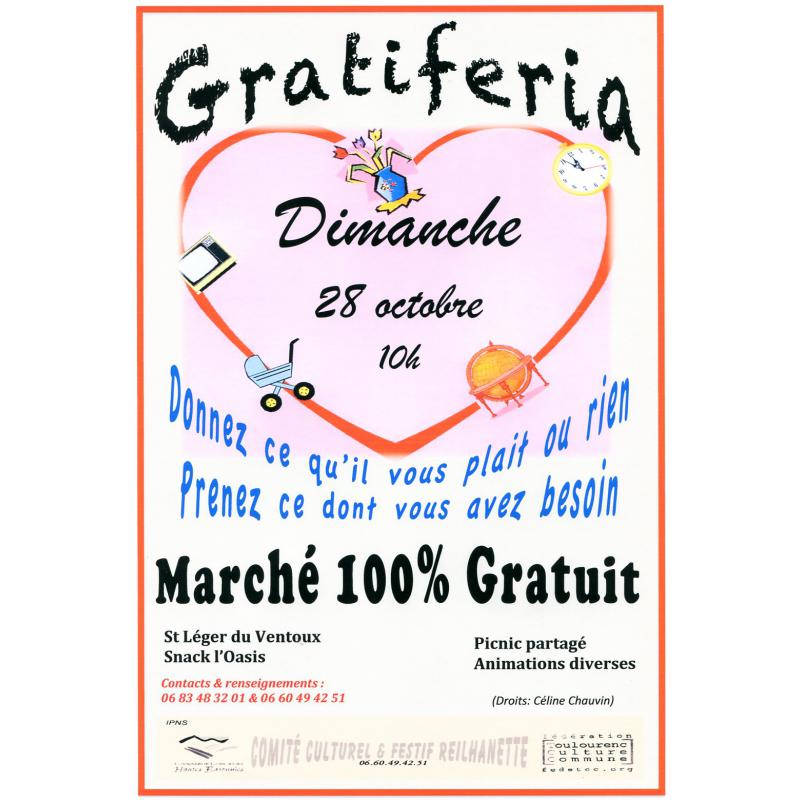 Gratiferia
Dimanche
28 octobre
10h
Donnez ce qu'il vous plait ou rien
Prenez ce dont vous avez besoin
Marché 100% Gratuit
St Léger du Ventoux
Snack l'Oasis
Picnic partagé
Animations diverses
Contacts & renseignements :
06 83 48 32 01 & 06 60 49 42 51
(Droits: Céline Chauvin)
IPNS
COMITÉ CULTUREL & FESTIF REILHANETTE
06.60.49.42.51
fédération
toulourenc
culture
commune
fedetcc.org